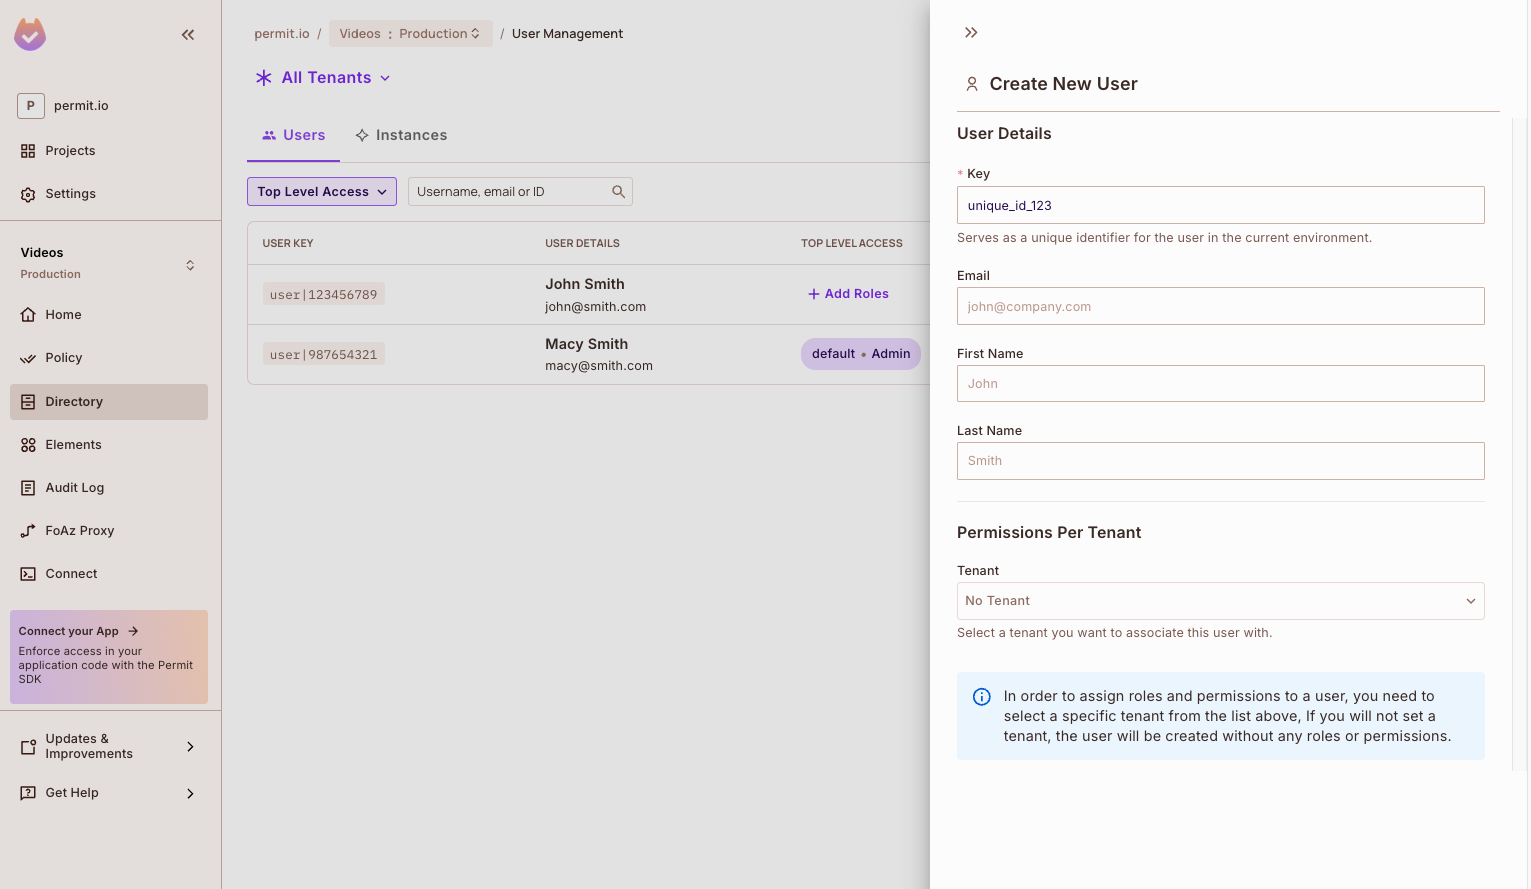 P
permit.io
Projects
Settings
Videos
Production
Home
Policy
Directory
Elements
Audit Log
FoAz Proxy
Connect
Connect your App
Enforce access in your
application code with the Permit
SDK
Updates &
Improvements
Get Help
permit.io / Videos : Production / User Management
All Tenants
Users Instances
Top Level Access Username, email or ID
USER KEY USER DETAILS TOP LEVEL ACCESS
John Smith
user|123456789 Add Roles
john@smith.com
Macy Smith
user|987654321 default • Admin
macy@smith.com
Create New User
User Details
* Key
unique_id_123
Serves as a unique identifier for the user in the current environment.
Email
john@company.com
First Name
John
Last Name
Smith
Permissions Per Tenant
Tenant
No Tenant
Select a tenant you want to associate this user with.
In order to assign roles and permissions to a user, you need to
select a specific tenant from the list above, If you will not set a
tenant, the user will be created without any roles or permissions.